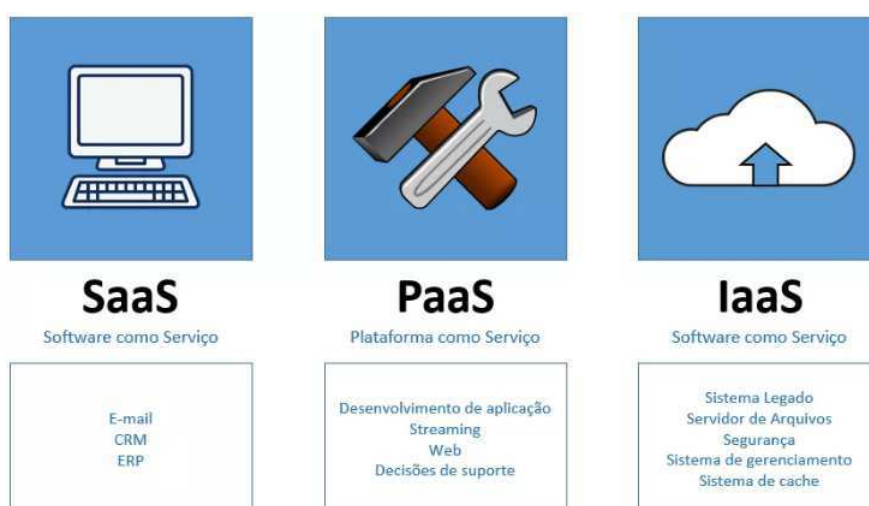 SaaS
Software como Serviço
E-mail
CRM
ERP
PaaS
Plataforma como Serviço
Desenvolvimento de aplicação
Streaming
Web
Decisões de suporte
IaaS
Software como Serviço
Sistema Legado
Servidor de Arquivos
Segurança
Sistema de gerenciamento
Sistema de cache